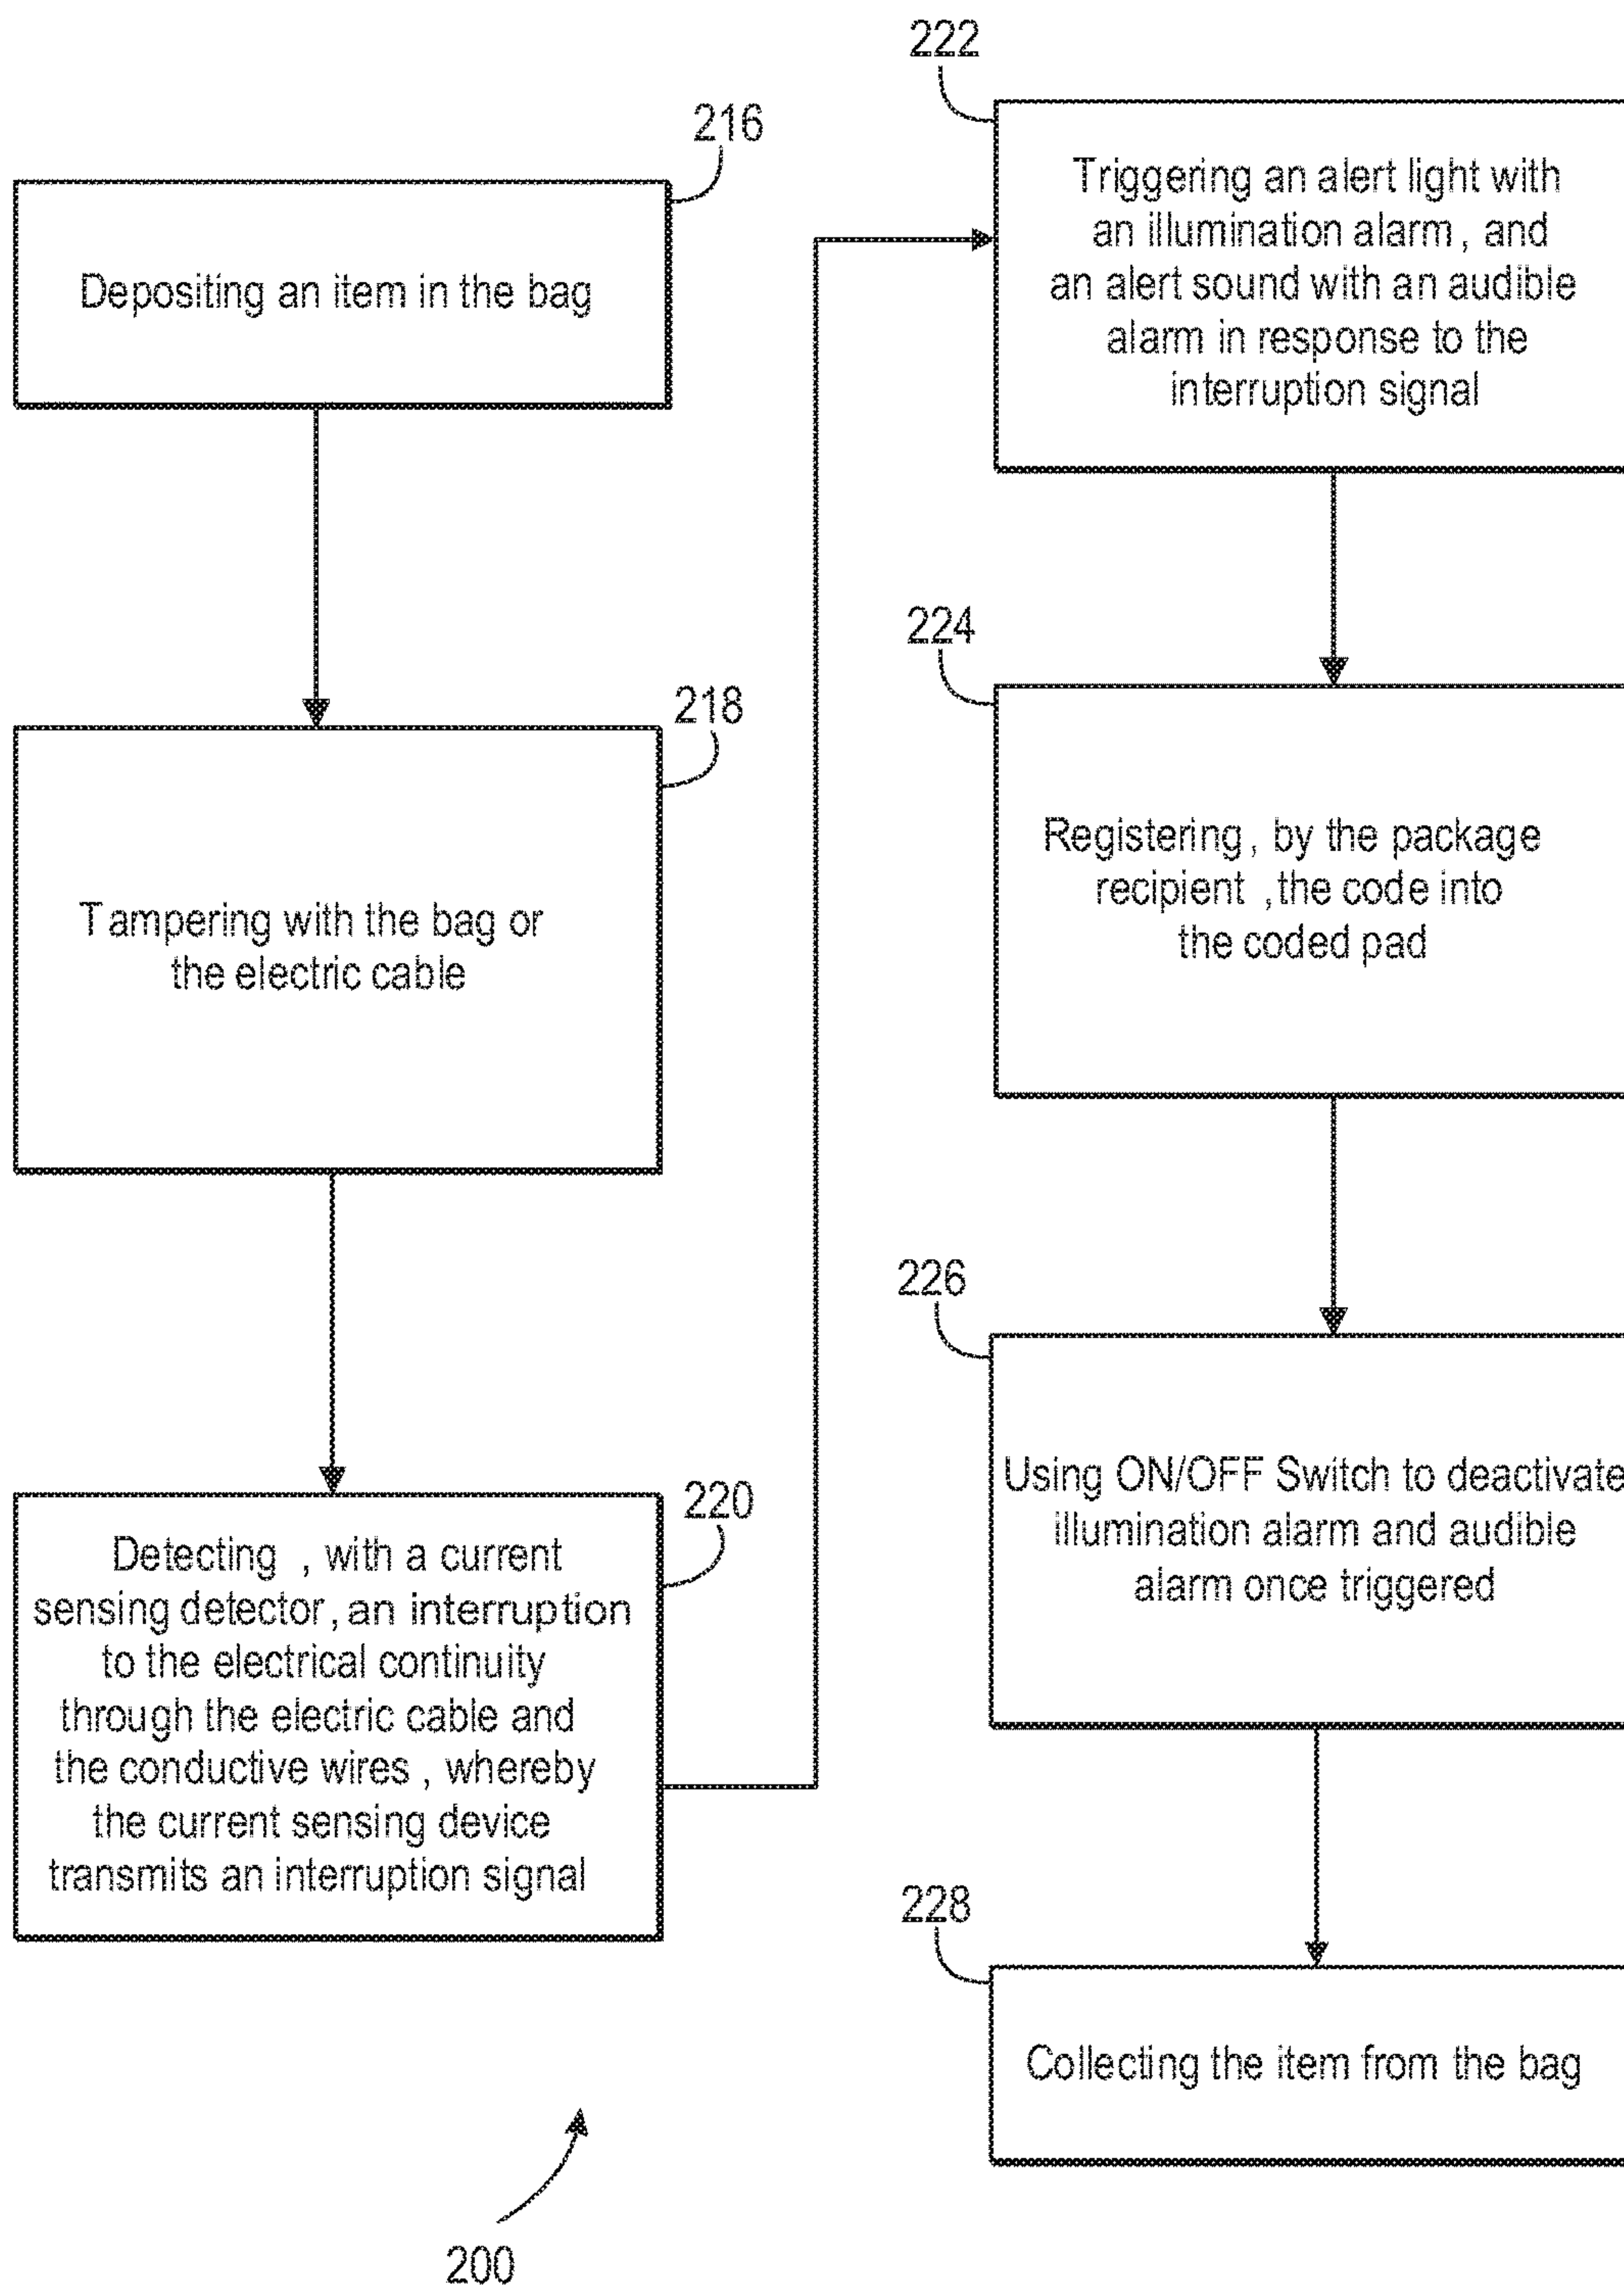 216
Depositing an item in the bag
218
Tampering with the bag or
the electric cable
220
Detecting , with a current
sensing detector, an interruption
to the electrical continuity
through the electric cable and
the conductive wires , whereby
the current sensing device
transmits an interruption signal
222
Triggering an alert light with
an illumination alarm , and
an alert sound with an audible
alarm in response to the
interruption signal
224
Registering , by the package
recipient , the code into
the coded pad
226
Using ON/OFF Switch to deactivate
illumination alarm and audible
alarm once triggered
228
Collecting the item from the bag
200